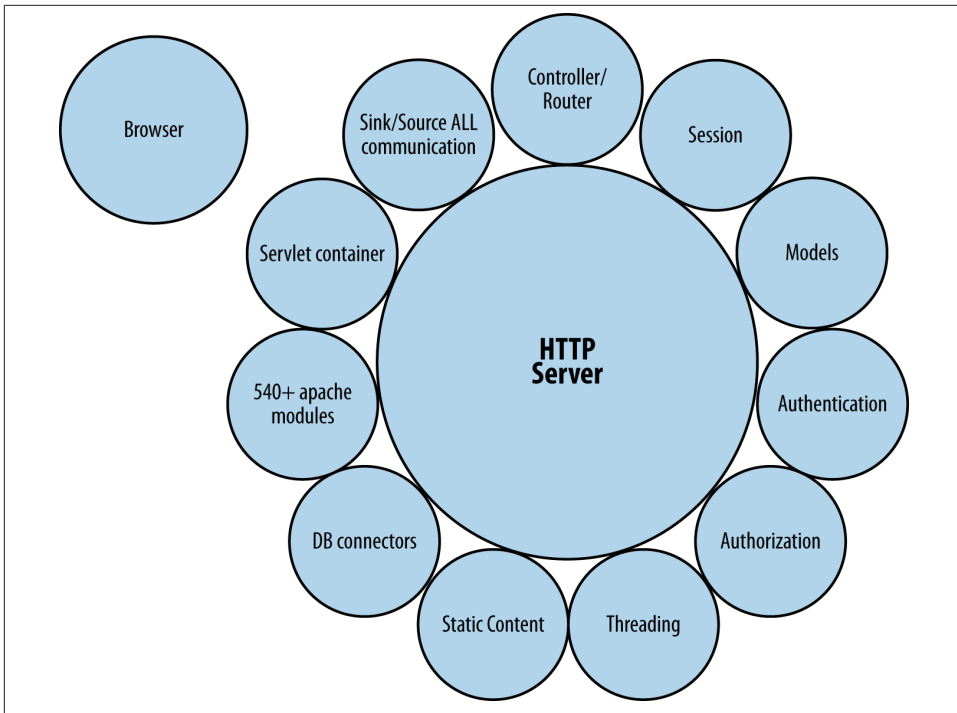 Browser
Controller/
Router
Sink/Source ALL
communication
Session
Servlet container
Models
HTTP
Server
540+ apache
modules
Authentication
DB connectors
Authorization
Static Content
Threading